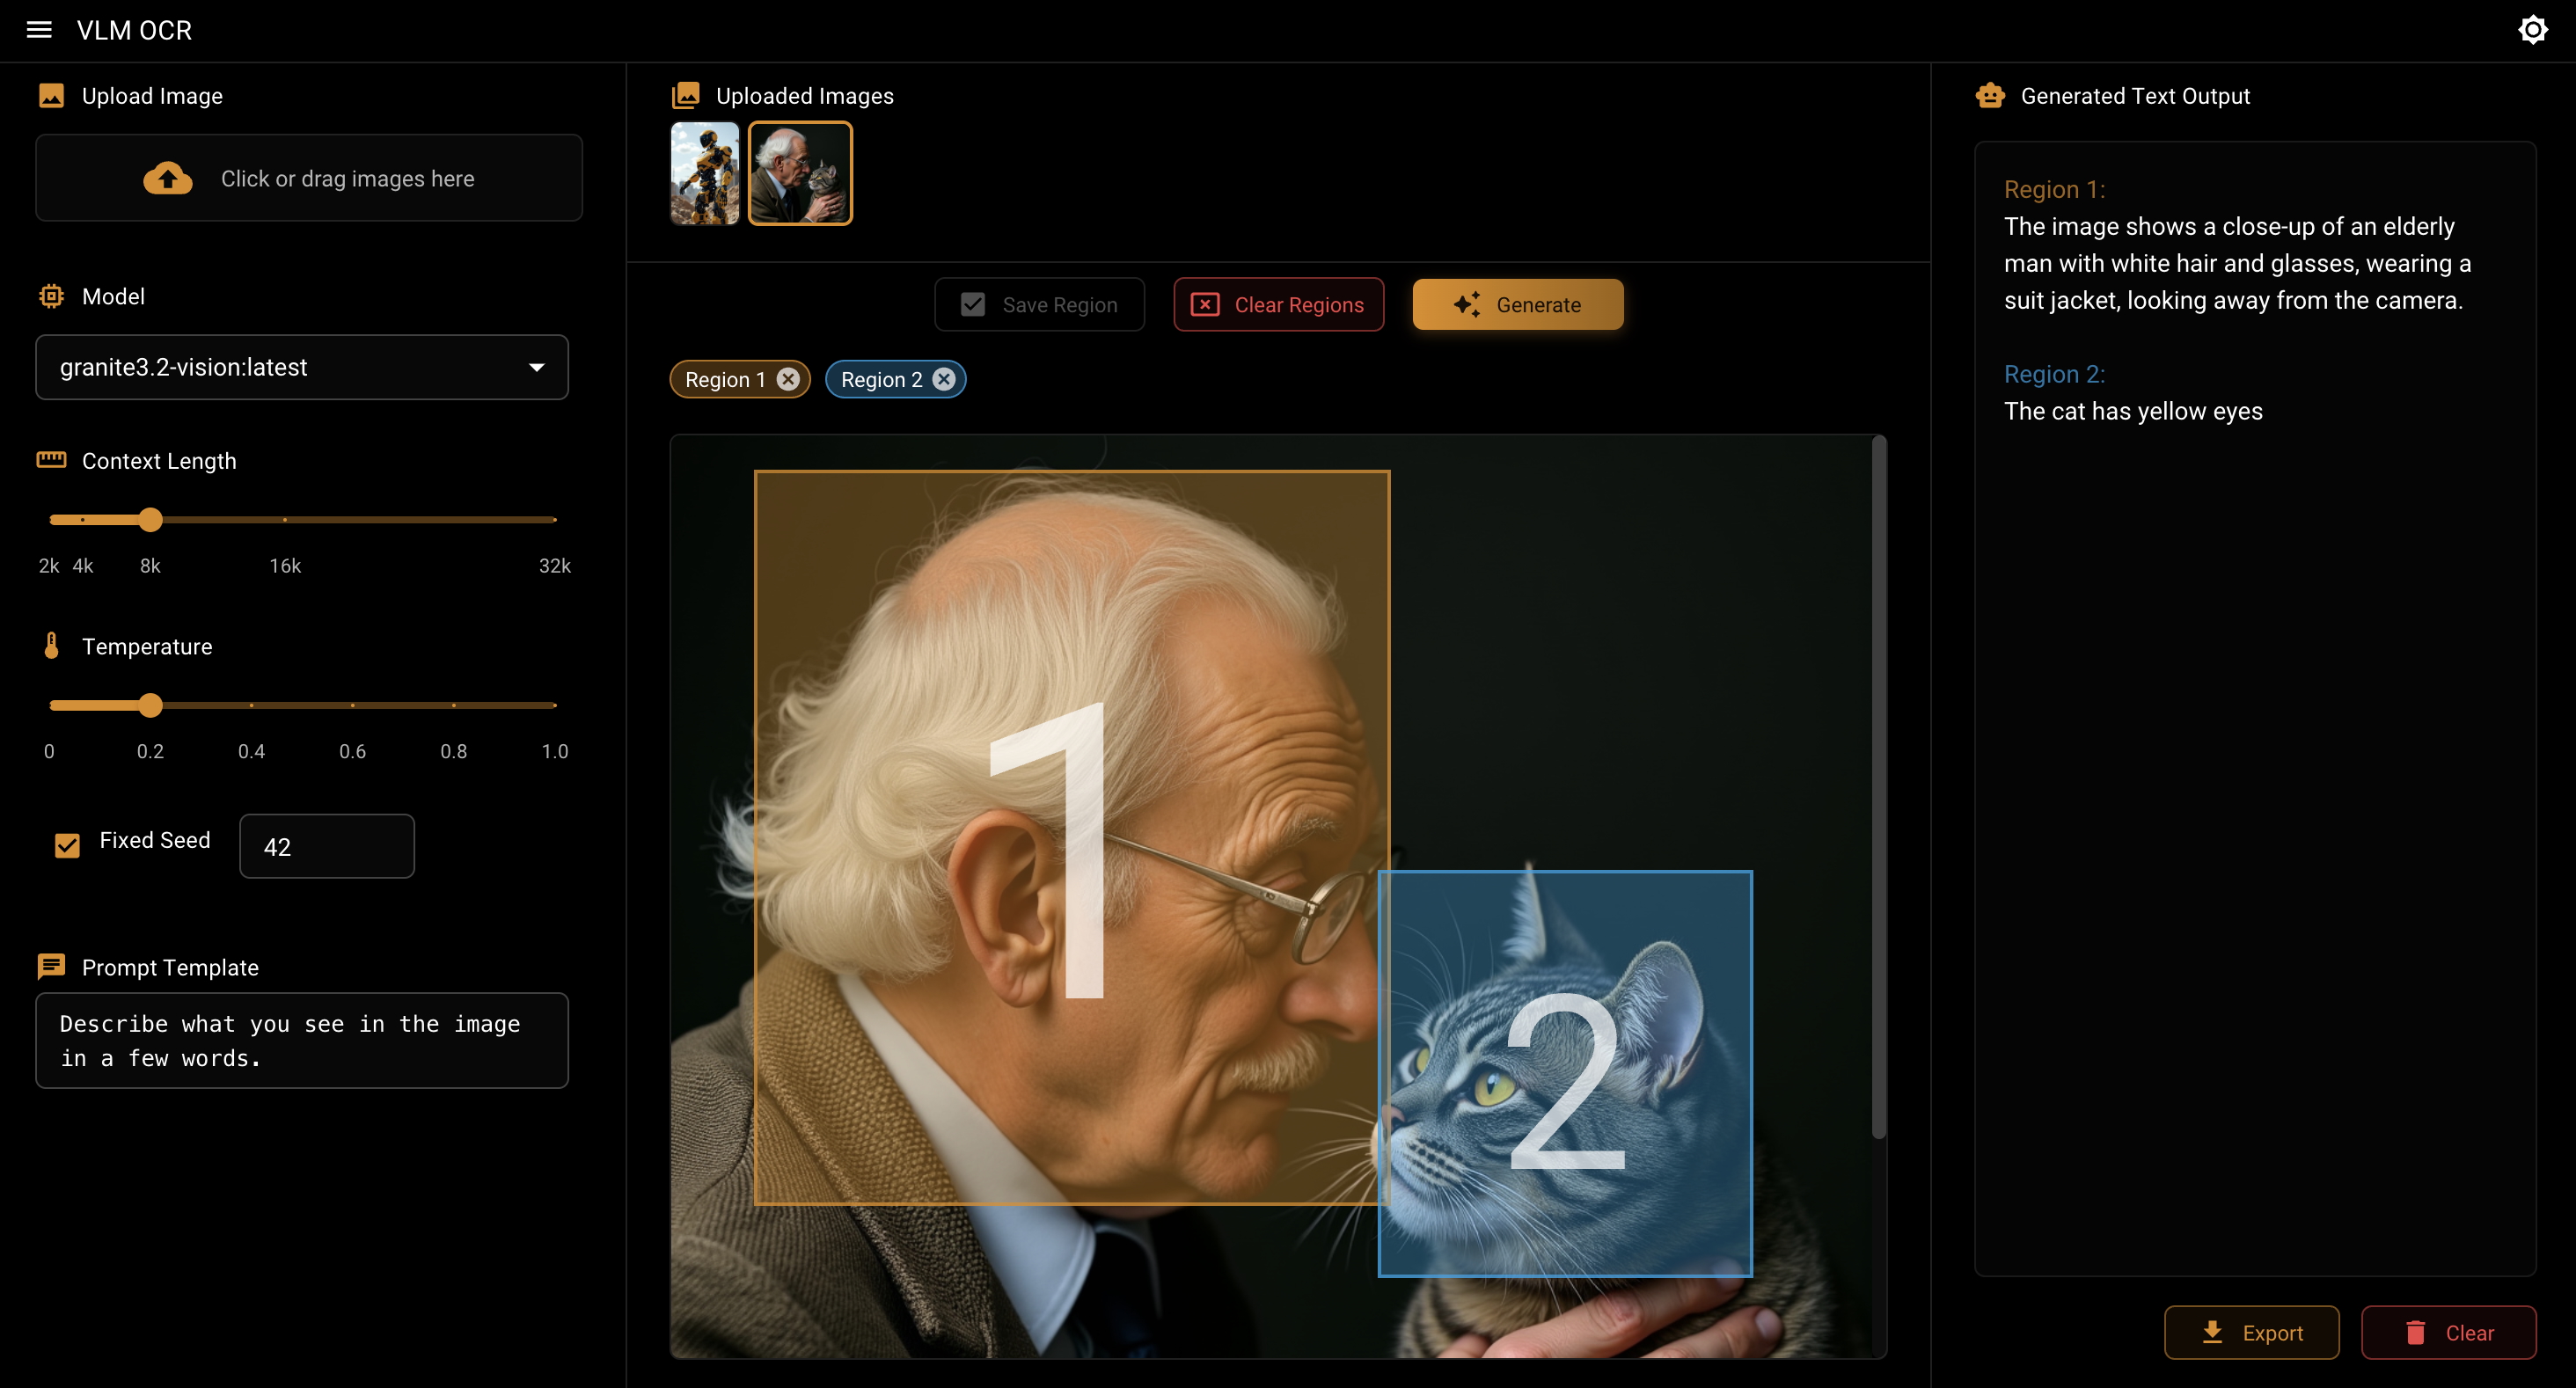 VLM OCR
Upload Image
Click or drag images here
Model
granite3.2-vision:latest
Context Length
2k 4k 8k 16k 32k
Temperature
0 0.2 0.4 0.6 0.8 1.0
Fixed Seed 42
Prompt Template
Describe what you see in the image
in a few words.
Uploaded Images
Save Region Clear Regions Generate
Region 1 Region 2
1
2
Generated Text Output
Region 1:
The image shows a close-up of an elderly
man with white hair and glasses, wearing a
suit jacket, looking away from the camera.
Region 2:
The cat has yellow eyes
Export Clear